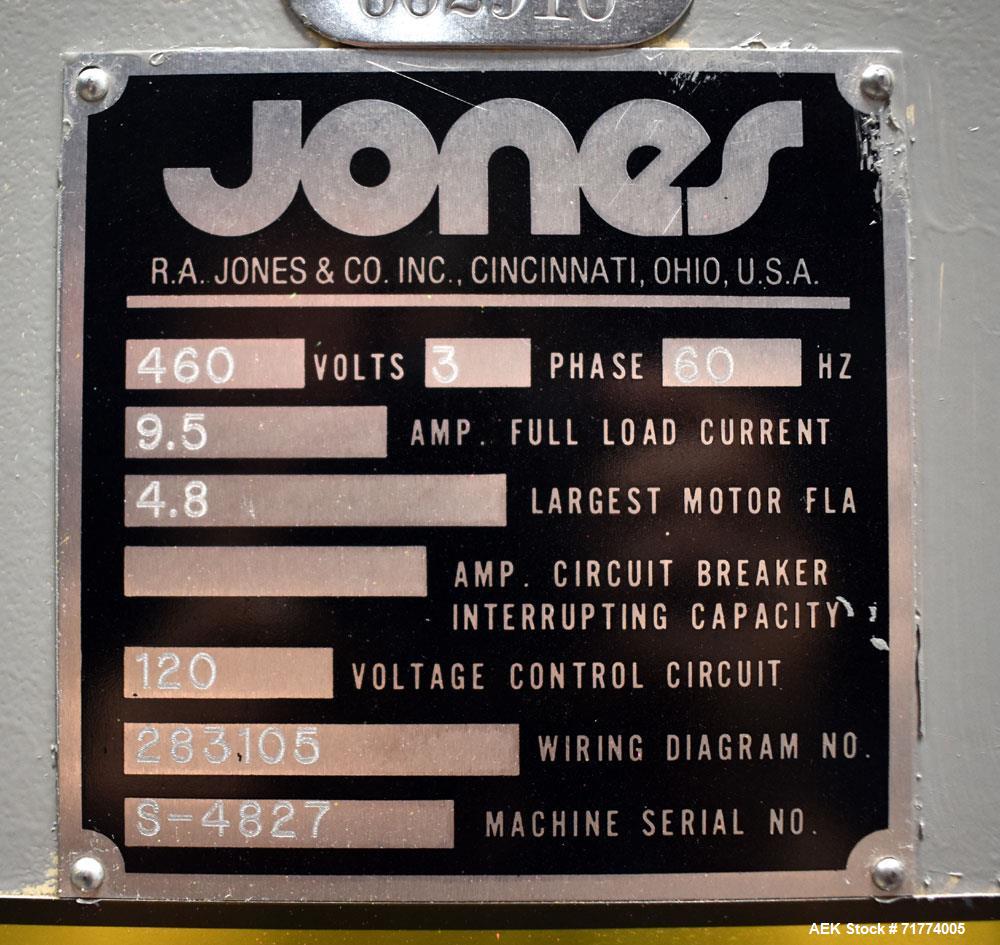 Jones
R.A. JONES & CO. INC., CINCINNATI, OHIO, U.S.A.
460 VOLTS 3 PHASE 60 HZ
9.5 AMP. FULL LOAD CURRENT
4.8 LARGEST MOTOR FLA
AMP. CIRCUIT BREAKER
INTERRUPTING CAPACITY
120 VOLTAGE CONTROL CIRCUIT
283105 WIRING DIAGRAM NO.
S-4827 MACHINE SERIAL NO.
AEK Stock # 71774005